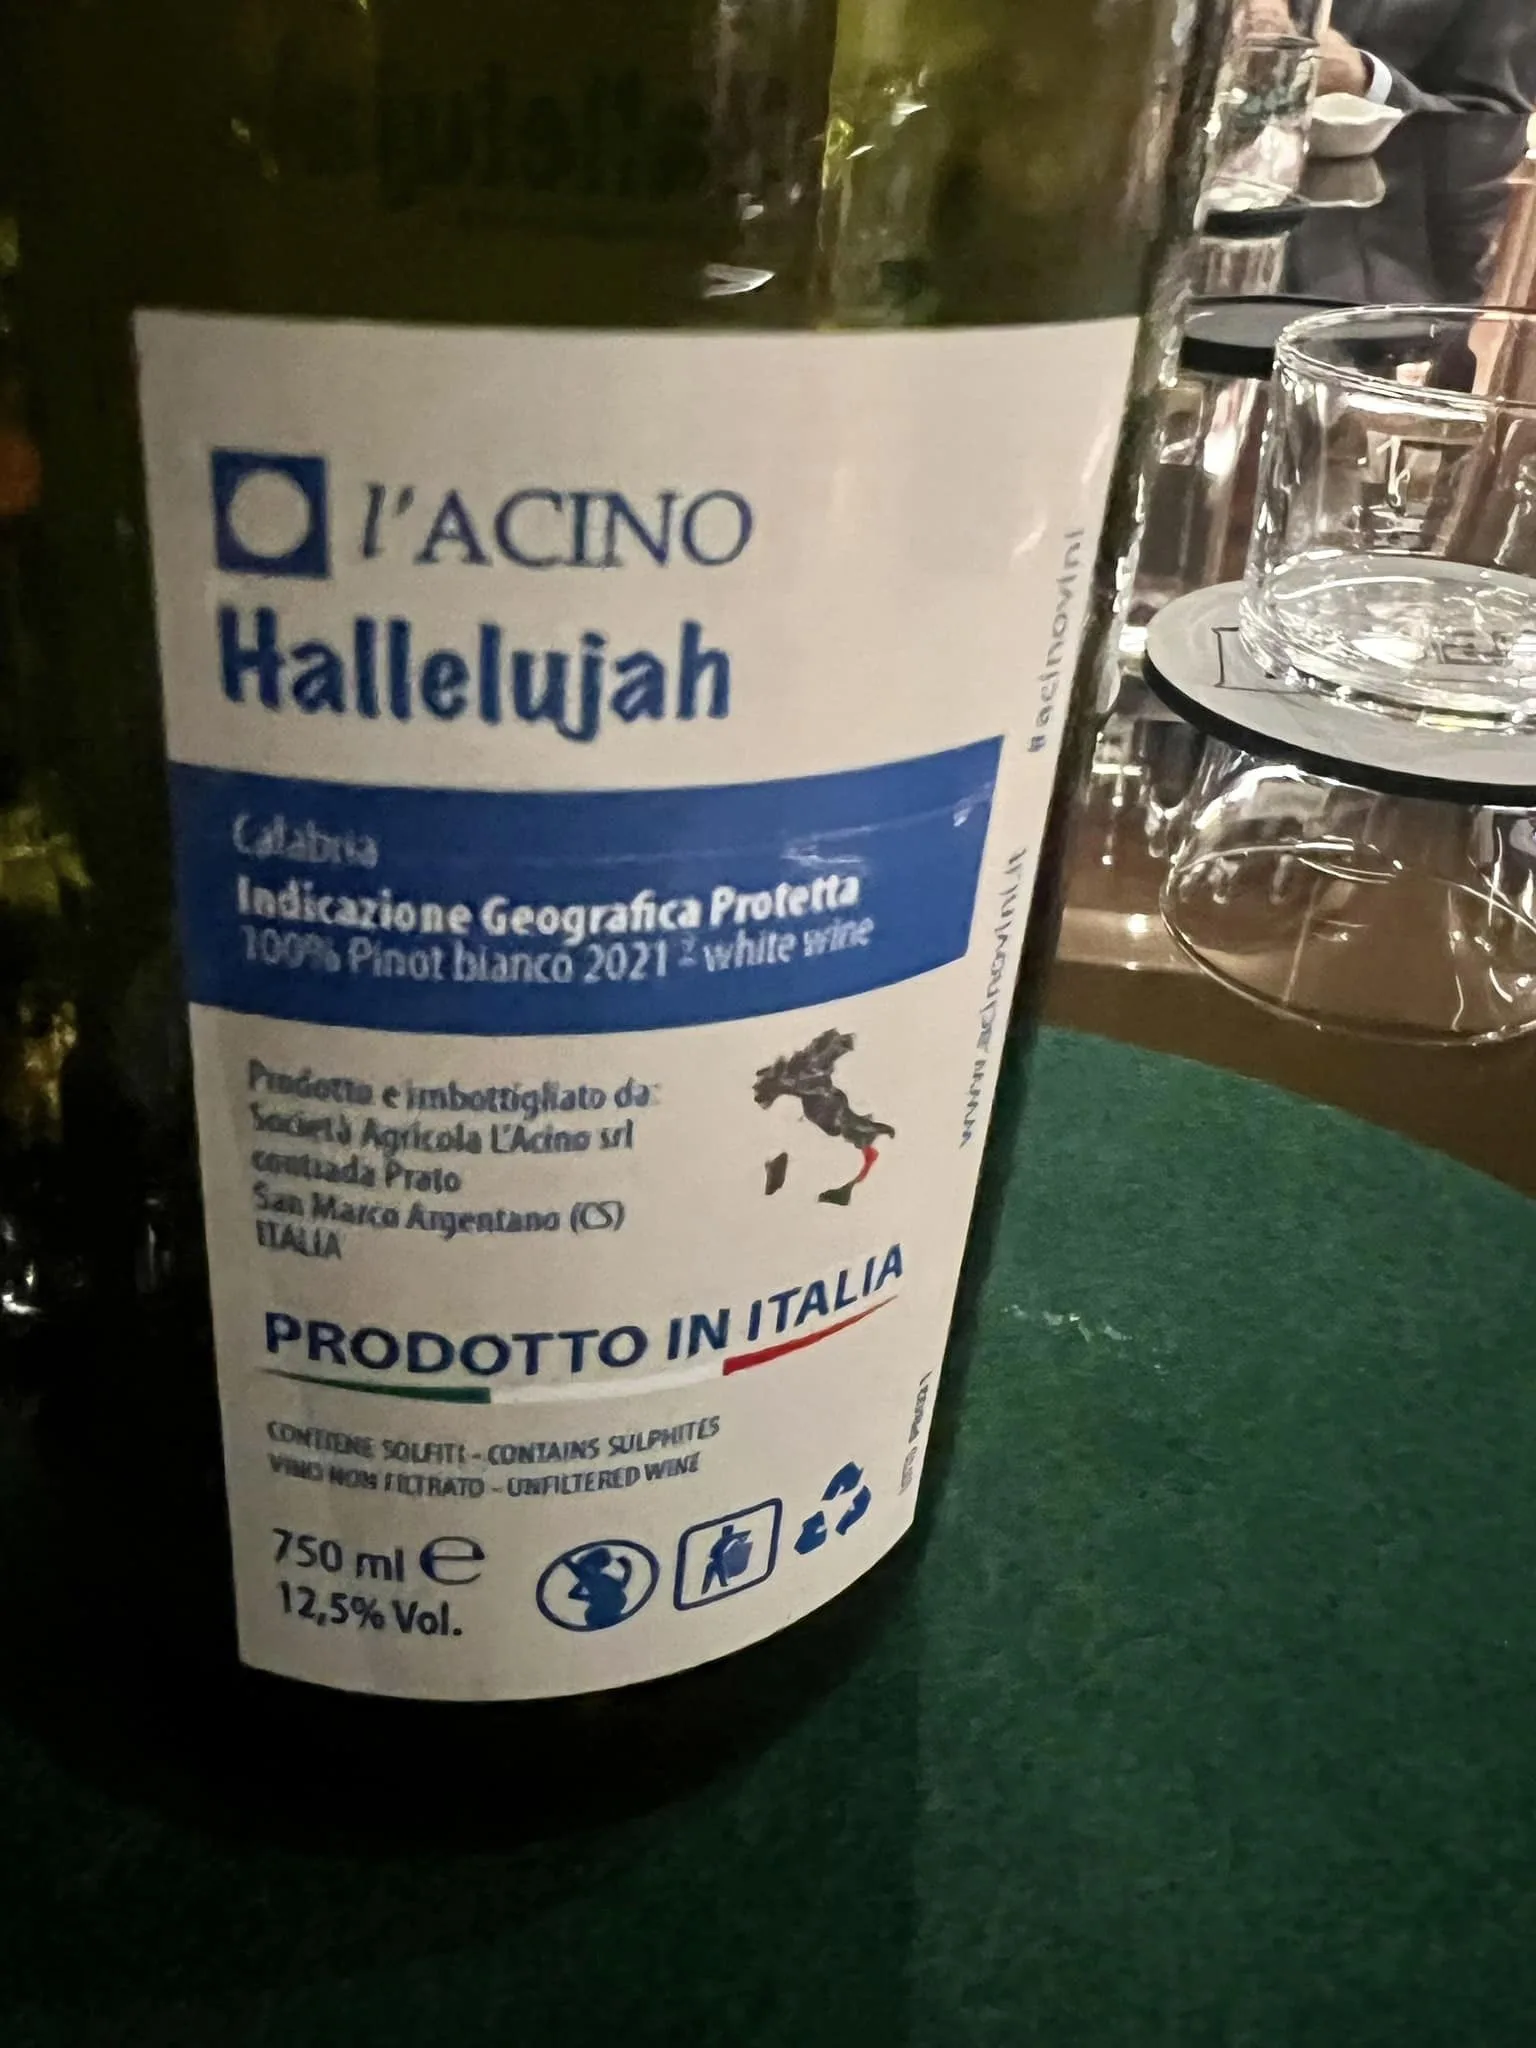 l'ACINO
Hallelujah
Calabria
Indicazione Geografica Protetta
100% Pinot bianco 2021 - white wine
Prodotto e imbottigliato da:
Società Agricola L'Acino srl
contrada Prato
San Marco Argentano (CS)
ITALIA
PRODOTTO IN ITALIA
CONTIENE SOLFITI - CONTAINS SULPHITES
VINO NON FILTRATO - UNFILTERED WINE
750 ml e
12,5% Vol.
#acinovini
www.acinovini.it